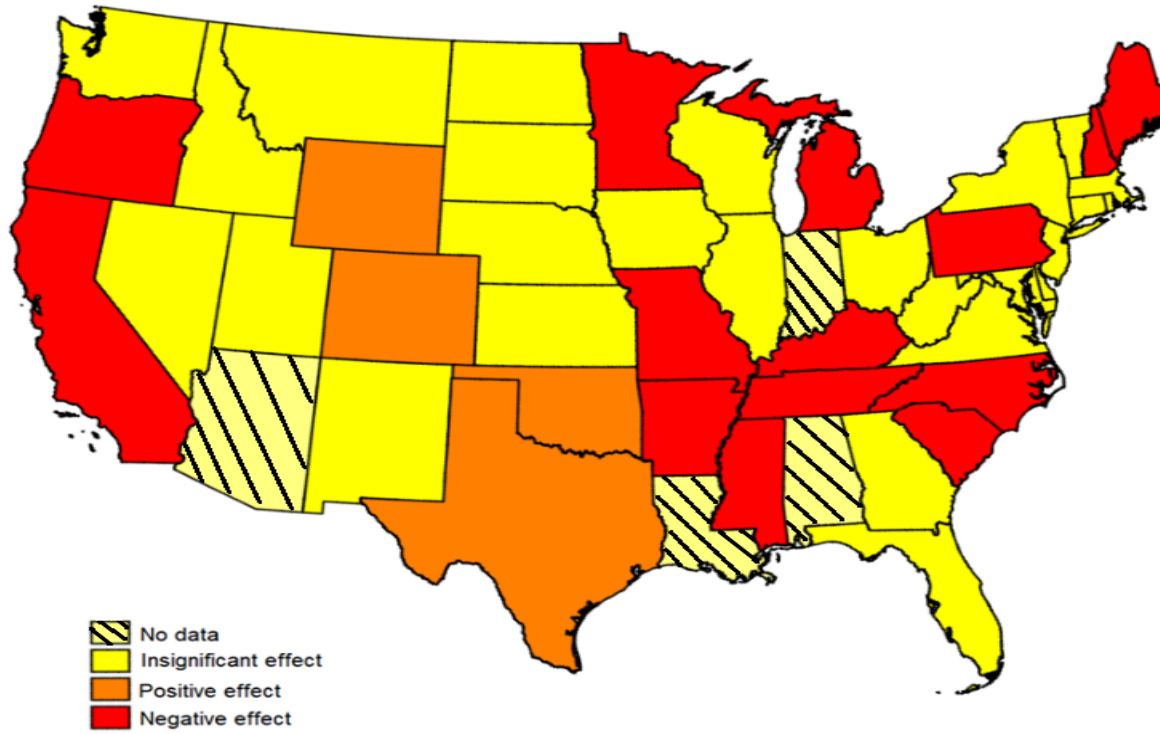 No data
Insignificant effect
Positive effect
Negative effect